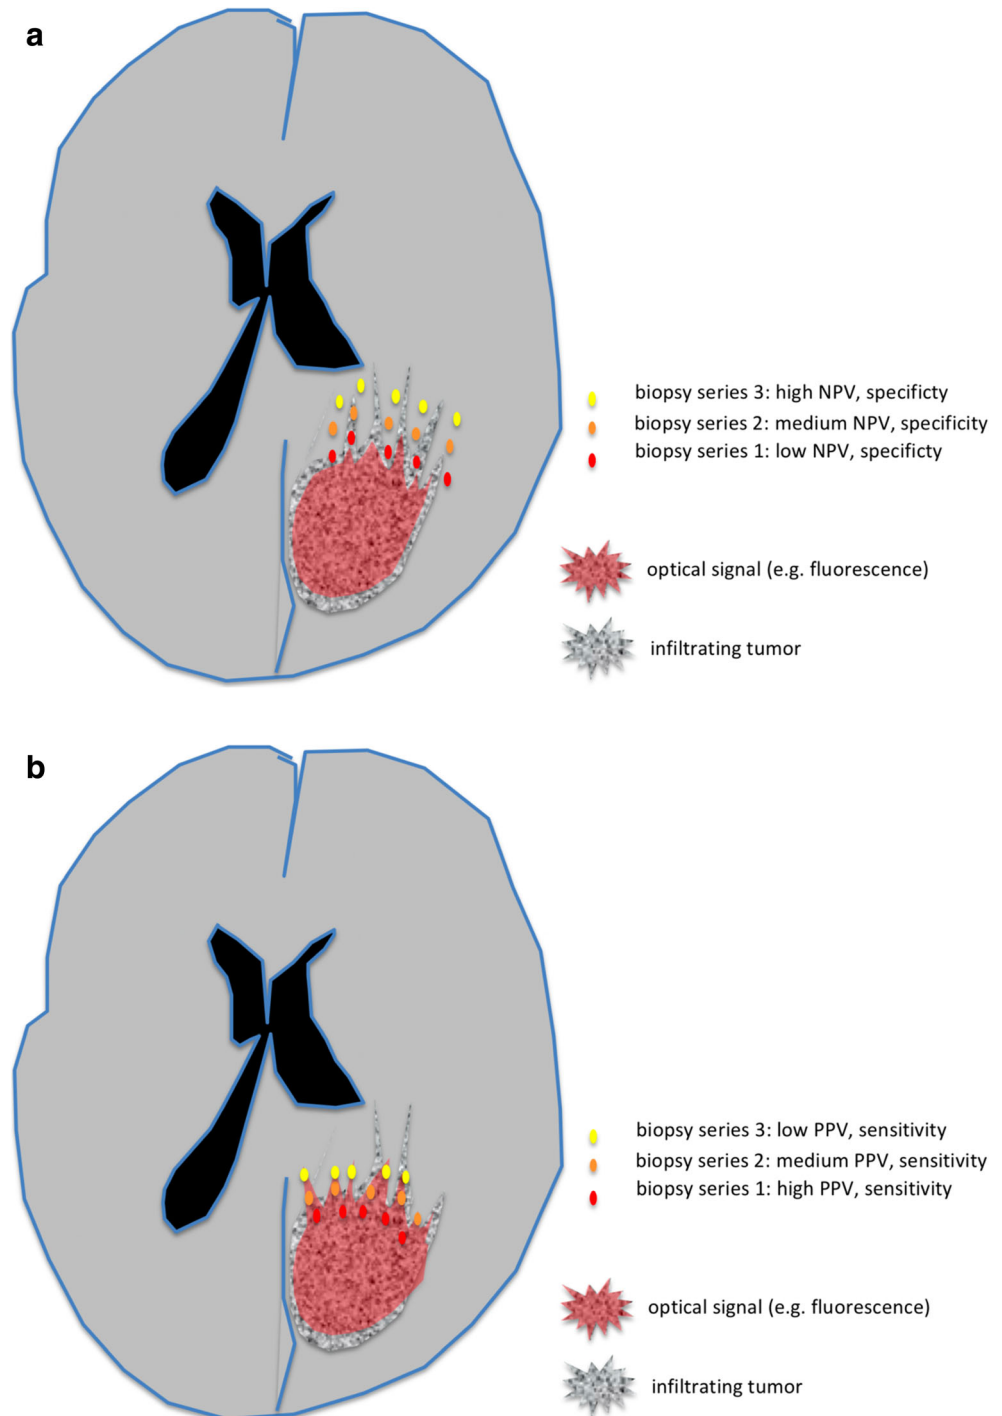 a
biopsy series 3: high NPV, specificty
biopsy series 2: medium NPV, specificity
biopsy series 1: low NPV, specificty
optical signal (e.g. fluorescence)
infiltrating tumor
b
biopsy series 3: low PPV, sensitivity
biopsy series 2: medium PPV, sensitivity
biopsy series 1: high PPV, sensitivity
optical signal (e.g. fluorescence)
infiltrating tumor